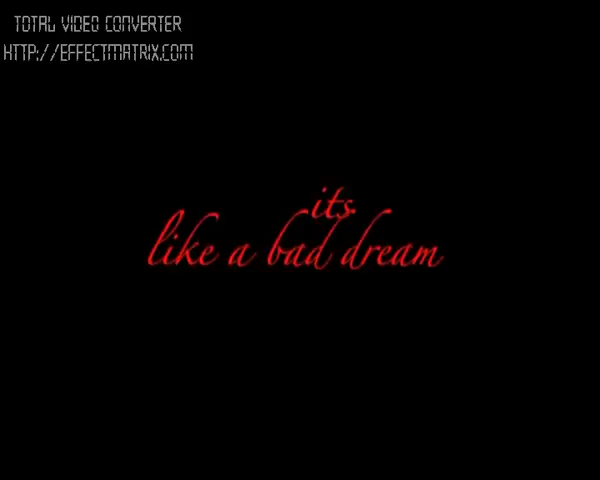 TOTAL VIDEO CONVERTER
HTTP://EFFECTMATRIX.COM
its
like a bad dream